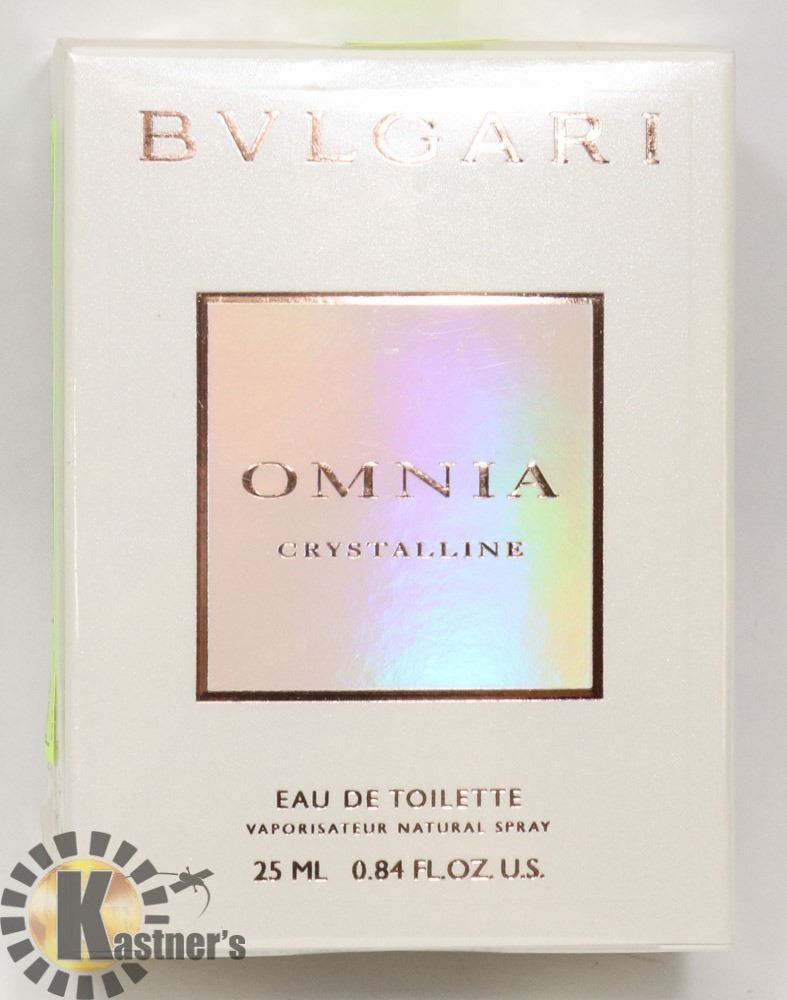 BVLGARI
OMNIA
CRYSTALLINE
EAU DE TOILETTE
VAPORISATEUR NATURAL SPRAY
25 ML 0.84 FL.OZ. U.S.
Kastner's